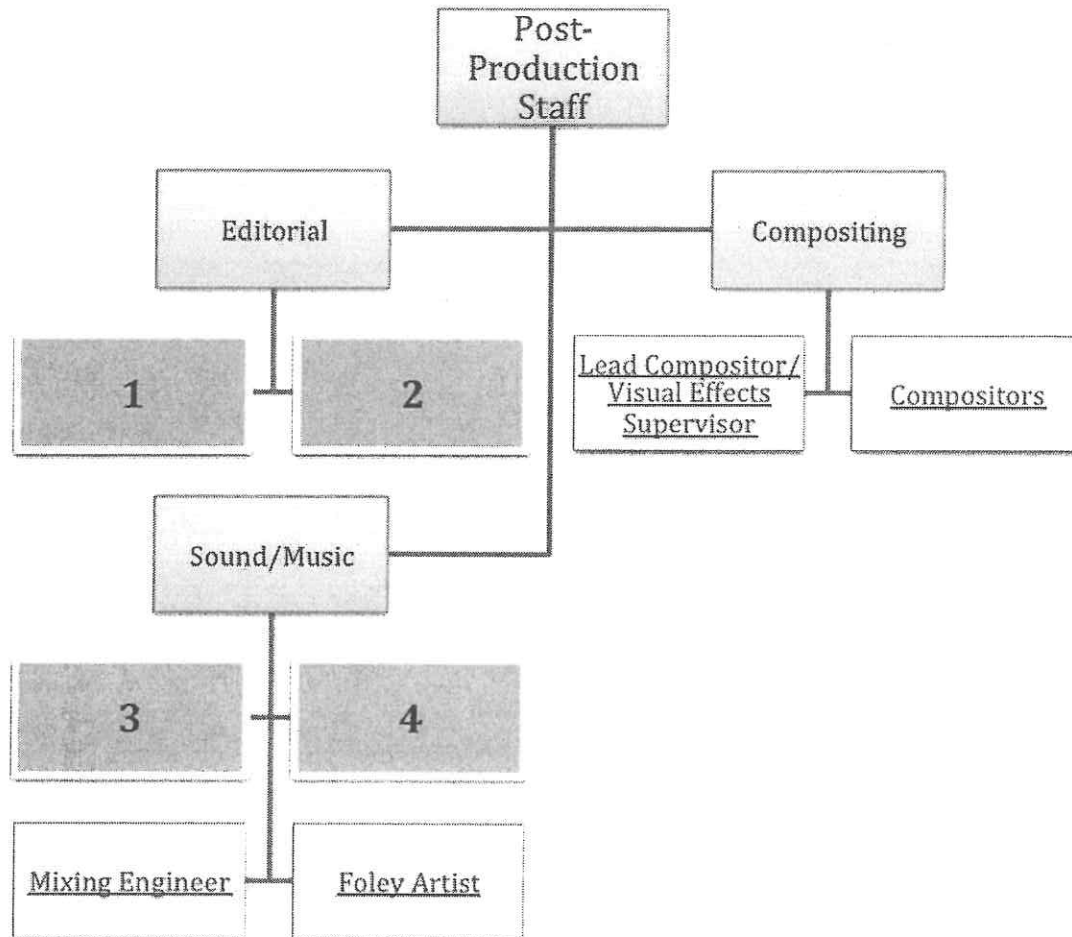 Post-
Production
Staff
Editorial
Compositing
1
2
Lead Compositor/
Visual Effects
Supervisor
Compositors
Sound/Music
3
4
Mixing Engineer
Foley Artist